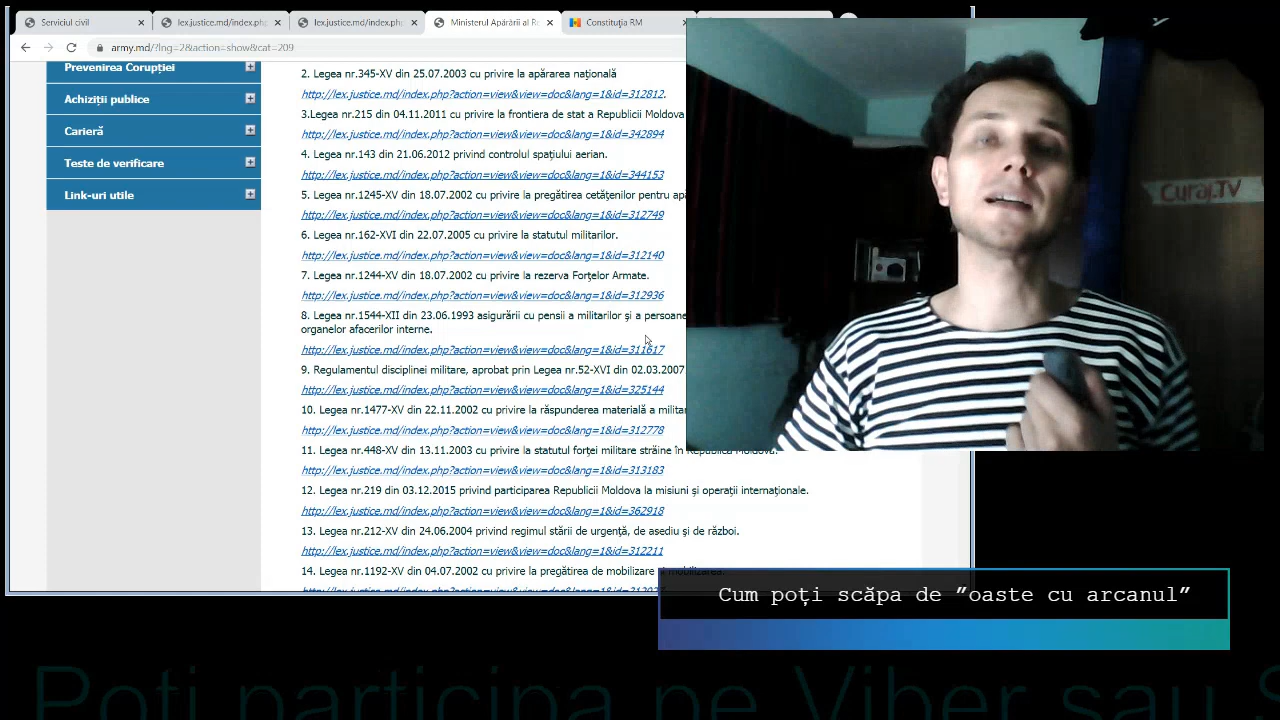 Serviciul civil
lex.justice.md/index.php
lex.justice.md/index.php
Ministerul Apărării al Re
Constituția RM
army.md/?lng=2&action=show&cat=209
Prevenirea Corupției
Achiziții publice
Carieră
Teste de verificare
Link-uri utile
2. Legea nr.345-XV din 25.07.2003 cu privire la apărarea națională
http://lex.justice.md/index.php?action=view&view=doc&lang=1&id=312812.
3.Legea nr.215 din 04.11.2011 cu privire la frontiera de stat a Republicii Moldova
http://lex.justice.md/index.php?action=view&view=doc&lang=1&id=342894
4. Legea nr.143 din 21.06.2012 privind controlul spațiului aerian.
http://lex.justice.md/index.php?action=view&view=doc&lang=1&id=344153
5. Legea nr.1245-XV din 18.07.2002 cu privire la pregătirea cetățenilor pentru apă
http://lex.justice.md/index.php?action=view&view=doc&lang=1&id=312749
6. Legea nr.162-XVI din 22.07.2005 cu privire la statutul militarilor.
http://lex.justice.md/index.php?action=view&view=doc&lang=1&id=312140
7. Legea nr.1244-XV din 18.07.2002 cu privire la rezerva Forțelor Armate.
http://lex.justice.md/index.php?action=view&view=doc&lang=1&id=312936
8. Legea nr.1544-XII din 23.06.1993 asigurării cu pensii a militarilor și a persoane
organelor afacerilor interne.
http://lex.justice.md/index.php?action=view&view=doc&lang=1&id=311617
9. Regulamentul disciplinei militare, aprobat prin Legea nr.52-XVI din 02.03.2007
http://lex.justice.md/index.php?action=view&view=doc&lang=1&id=325144
10. Legea nr.1477-XV din 22.11.2002 cu privire la răspunderea materială a militar
http://lex.justice.md/index.php?action=view&view=doc&lang=1&id=312778
11. Legea nr.448-XV din 13.11.2003 cu privire la statutul forței militare străine în Republica Moldova.
http://lex.justice.md/index.php?action=view&view=doc&lang=1&id=313183
12. Legea nr.219 din 03.12.2015 privind participarea Republicii Moldova la misiuni și operații internaționale.
http://lex.justice.md/index.php?action=view&view=doc&lang=1&id=362918
13. Legea nr.212-XV din 24.06.2004 privind regimul stării de urgență, de asediu și de război.
http://lex.justice.md/index.php?action=view&view=doc&lang=1&id=312211
14. Legea nr.1192-XV din 04.07.2002 cu privire la pregătirea de mobilizare și mobilizarea.
Curaj.TV
Cum poți scăpa de ”oaste cu arcanul”
Poți participa pe Viber sau S